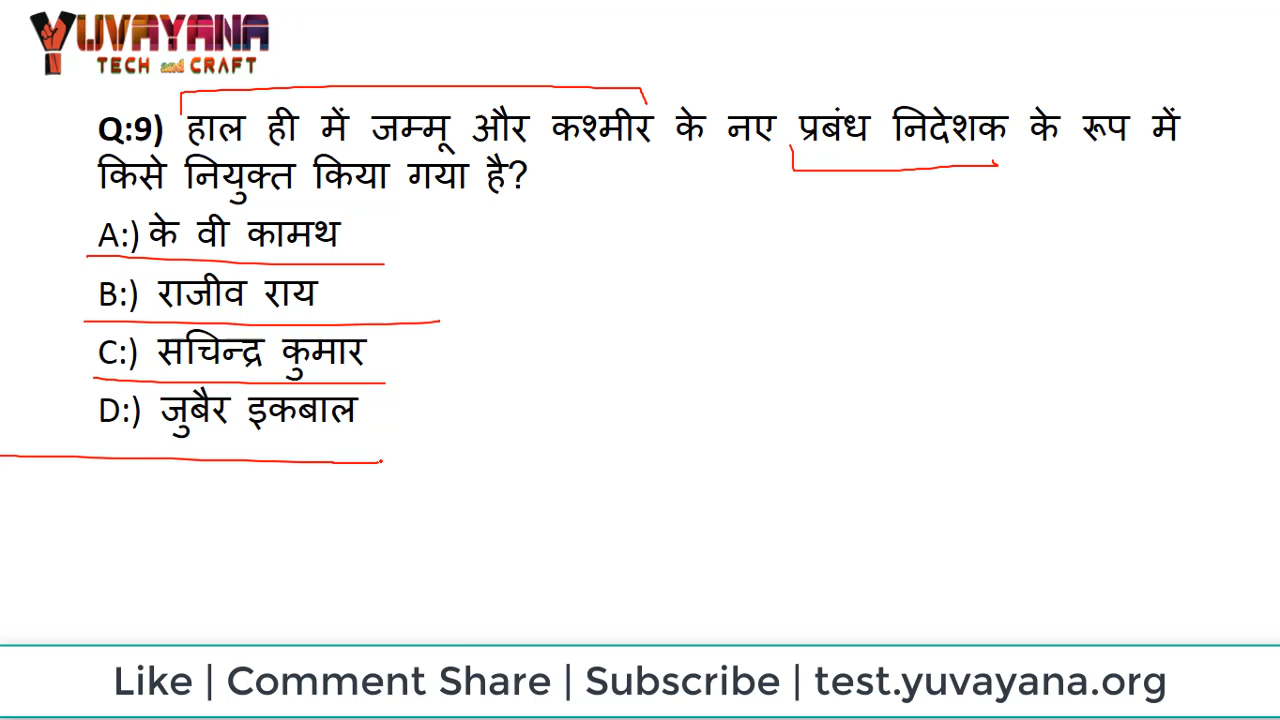 YUVAYANA
TECH and CRAFT
Q:9) हाल ही में जम्मू और कश्मीर के नए प्रबंध निदेशक के रूप में
किसे नियुक्त किया गया है?
A:) के वी कामथ
B:) राजीव राय
C:) सचिन्द्र कुमार
D:) जुबैर इकबाल
Like | Comment Share | Subscribe | test.yuvayana.org